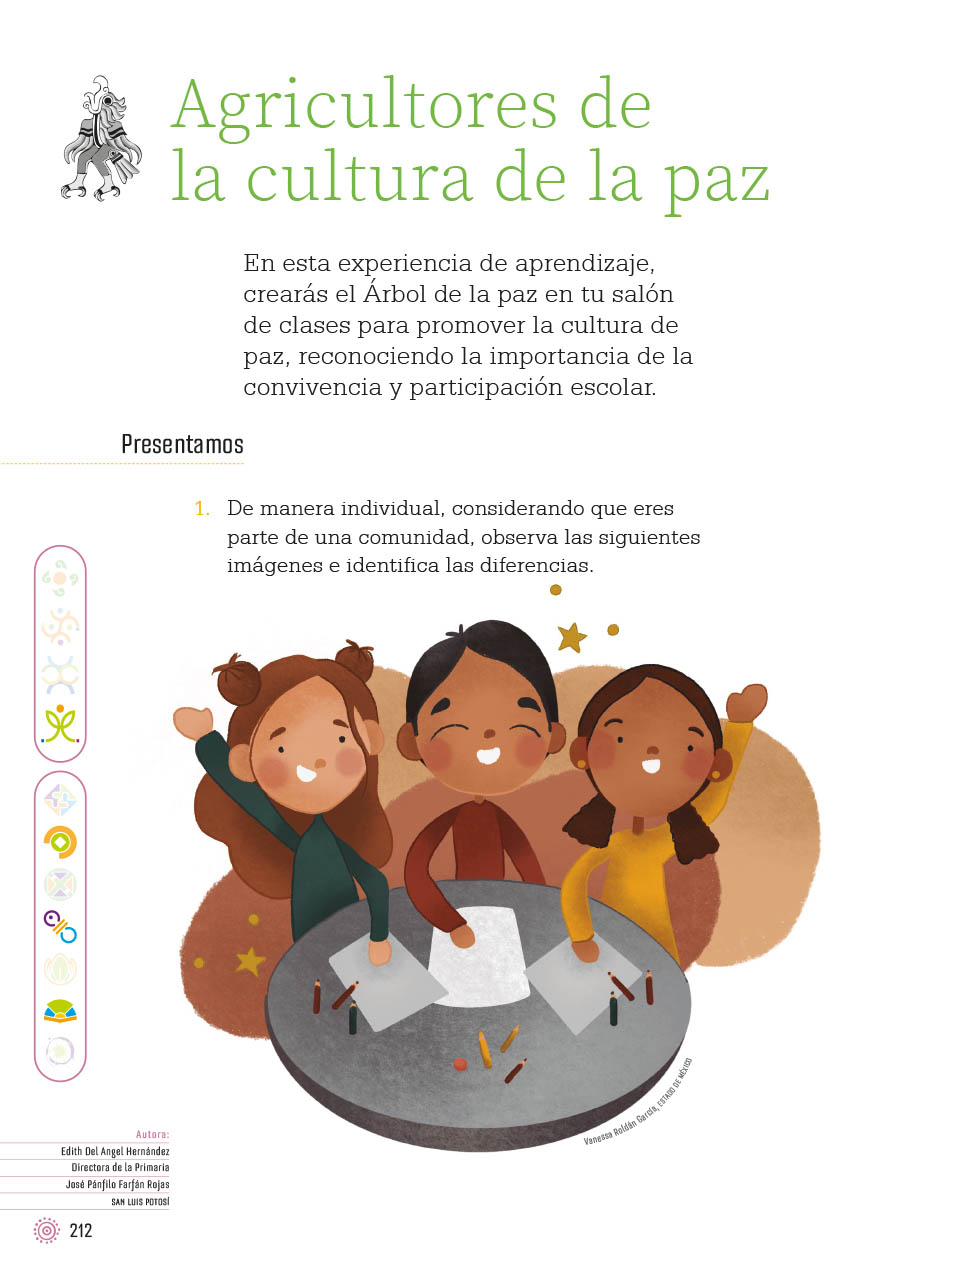 Agricultores de
la cultura de la paz
En esta experiencia de aprendizaje,
crearás el Árbol de la paz en tu salón
de clases para promover la cultura de
paz, reconociendo la importancia de la
convivencia y participación escolar.
Presentamos
1. De manera individual, considerando que eres
parte de una comunidad, observa las siguientes
imágenes e identifica las diferencias.
Vanessa Roldán García, ESTADO DE MÉXICO
Autora:
Edith Del Angel Hernández
Directora de la Primaria
José Pánfilo Farfán Rojas
SAN LUIS POTOSÍ
212